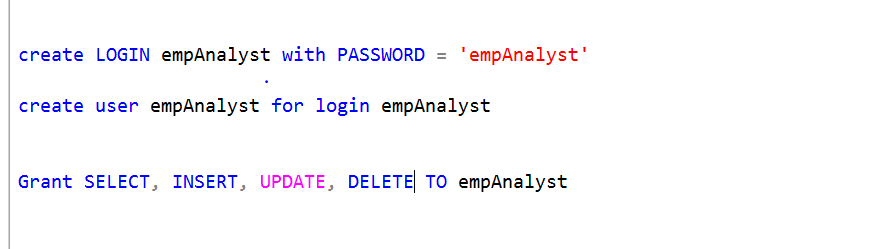 create LOGIN empAnalyst with PASSWORD = 'empAnalyst'
create user empAnalyst for login empAnalyst
Grant SELECT, INSERT, UPDATE, DELETE TO empAnalyst